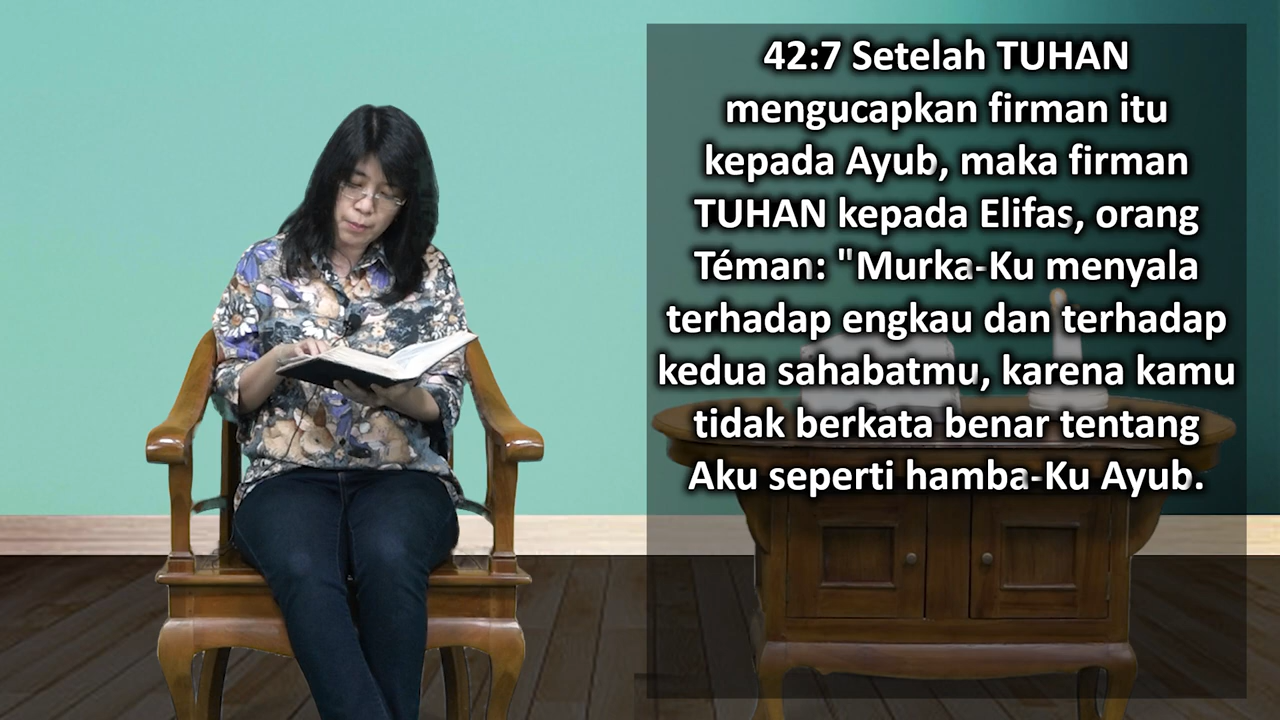 42:7 Setelah TUHAN
mengucapkan firman itu
kepada Ayub, maka firman
TUHAN kepada Elifas, orang
Téman: "Murka-Ku menyala
terhadap engkau dan terhadap
kedua sahabatmu, karena kamu
tidak berkata benar tentang
Aku seperti hamba-Ku Ayub.